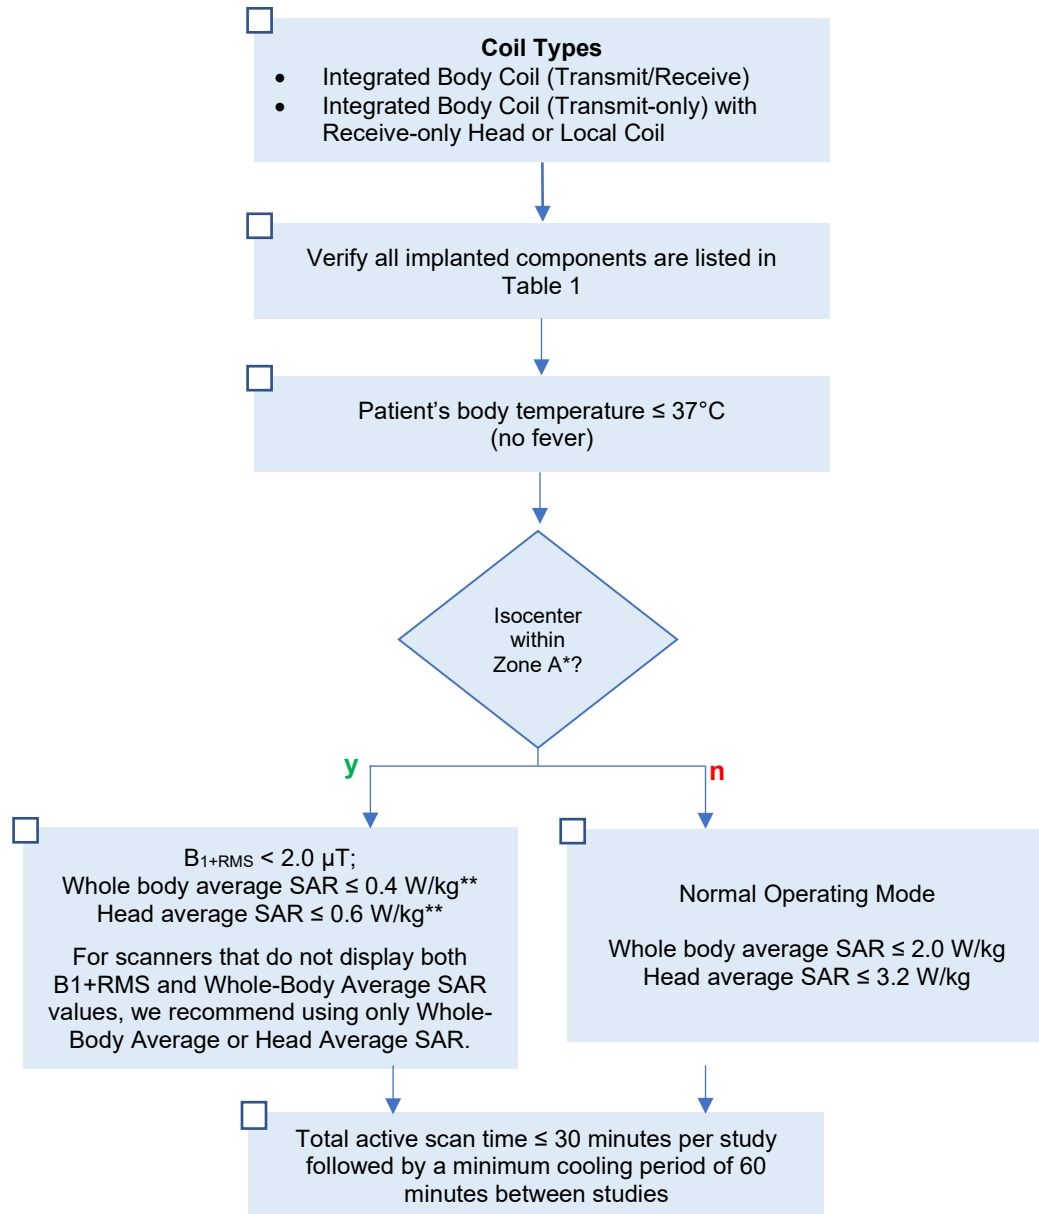 Coil Types
• Integrated Body Coil (Transmit/Receive)
• Integrated Body Coil (Transmit-only) with
Receive-only Head or Local Coil
Verify all implanted components are listed in
Table 1
Patient’s body temperature ≤ 37°C
(no fever)
Isocenter
within
Zone A*?
y
n
B1+RMS < 2.0 µT;
Whole body average SAR ≤ 0.4 W/kg**
Head average SAR ≤ 0.6 W/kg**
For scanners that do not display both
B1+RMS and Whole-Body Average SAR
values, we recommend using only Whole-
Body Average or Head Average SAR.
Normal Operating Mode
Whole body average SAR ≤ 2.0 W/kg
Head average SAR ≤ 3.2 W/kg
Total active scan time ≤ 30 minutes per study
followed by a minimum cooling period of 60
minutes between studies